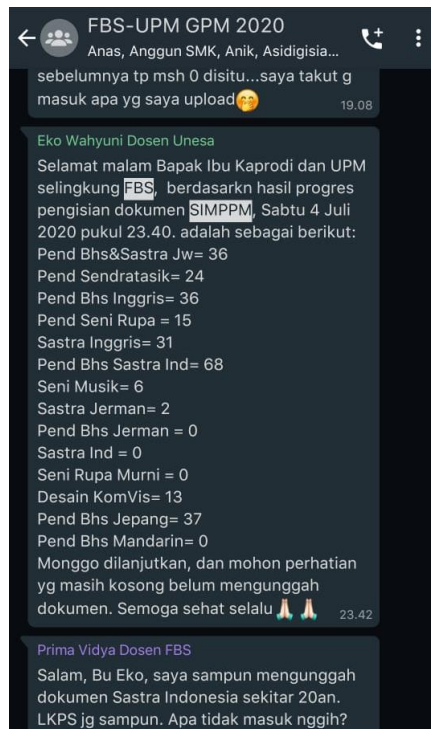 FBS-UPM GPM 2020
Anas, Anggun SMK, Anik, Asidigisia...
sebelumnya tp msh 0 disitu...saya takut g
masuk apa yg saya upload🤭
19.08
Eko Wahyuni Dosen Unesa
Selamat malam Bapak Ibu Kaprodi dan UPM
selingkung FBS,  berdasarkn hasil progres
pengisian dokumen SIMPPM, Sabtu 4 Juli
2020 pukul 23.40. adalah sebagai berikut:
Pend Bhs&Sastra Jw= 36
Pend Sendratasik= 24
Pend Bhs Inggris= 36
Pend Seni Rupa = 15
Sastra Inggris= 31
Pend Bhs Sastra Ind= 68
Seni Musik= 6
Sastra Jerman= 2
Pend Bhs Jerman = 0
Sastra Ind = 0
Seni Rupa Murni = 0
Desain KomVis= 13
Pend Bhs Jepang= 37
Pend Bhs Mandarin= 0
Monggo dilanjutkan, dan mohon perhatian
yg masih kosong belum mengunggah
dokumen. Semoga sehat selalu🙏🏻 🙏🏻
23.42
Prima Vidya Dosen FBS
Salam, Bu Eko, saya sampun mengunggah
dokumen Sastra Indonesia sekitar 20an.
LKPS jg sampun. Apa tidak masuk nggih?